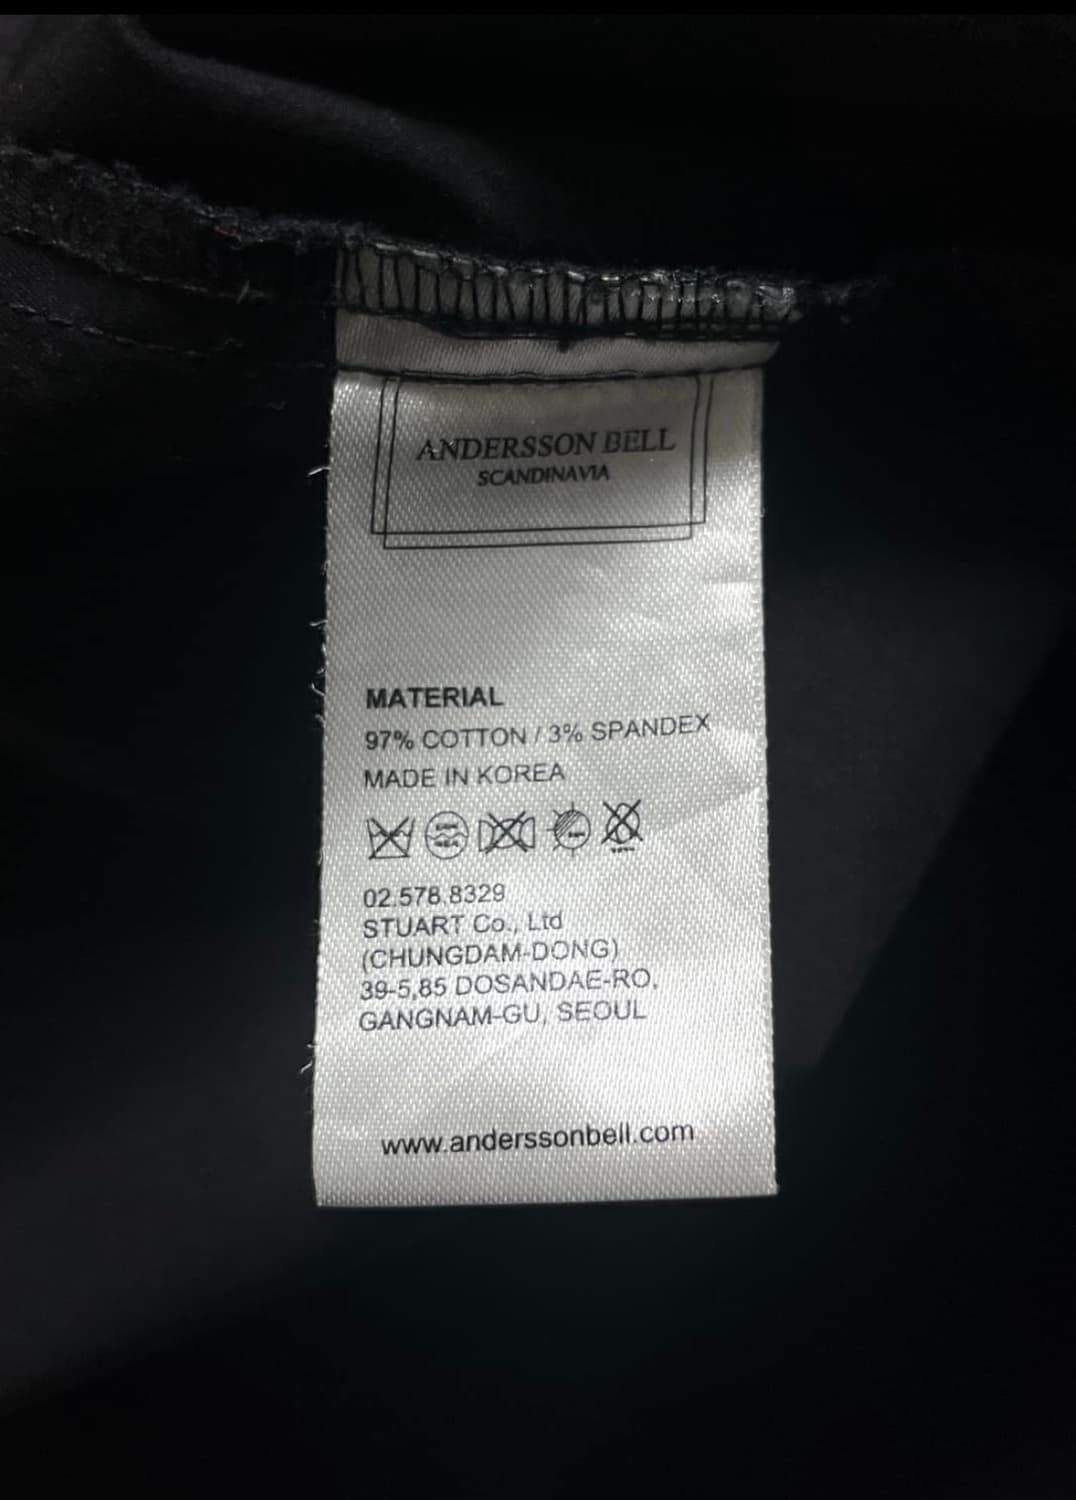 ANDERSSON BELL
SCANDINAVIA
MATERIAL
97% COTTON / 3% SPANDEX
MADE IN KOREA
02.578.8329
STUART Co., Ltd
(CHUNGDAM-DONG)
39-5,85 DOSANDAE-RO,
GANGNAM-GU, SEOUL
www.anderssonbell.com